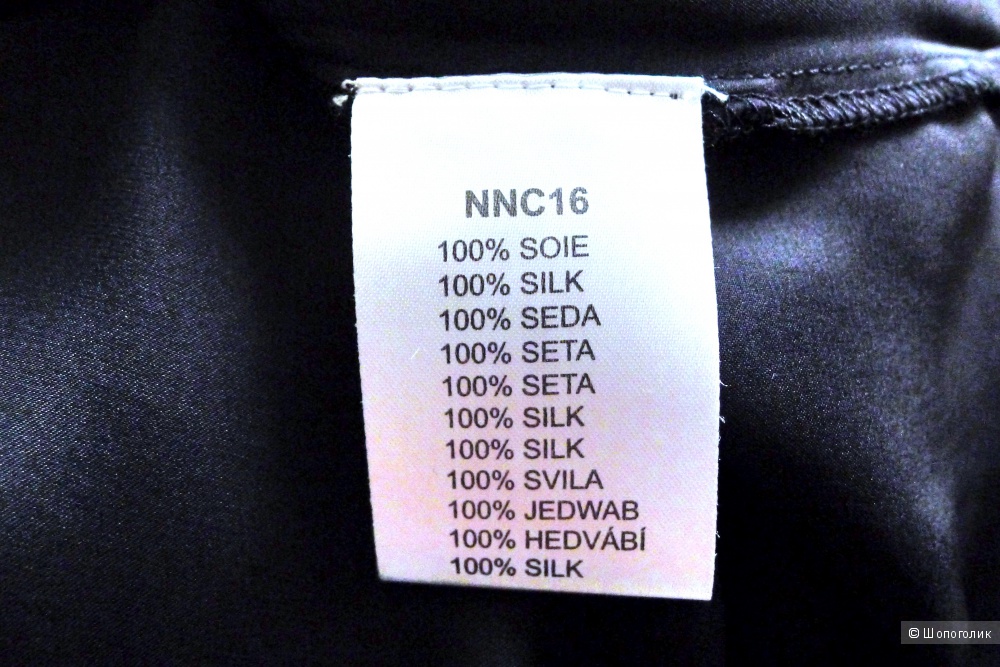 NNC16
100% SOIE
100% SILK
100% SEDA
100% SETA
100% SETA
100% SILK
100% SILK
100% SVILA
100% JEDWAB
100% HEDVÁBÍ
100% SILK
© Шопоголик